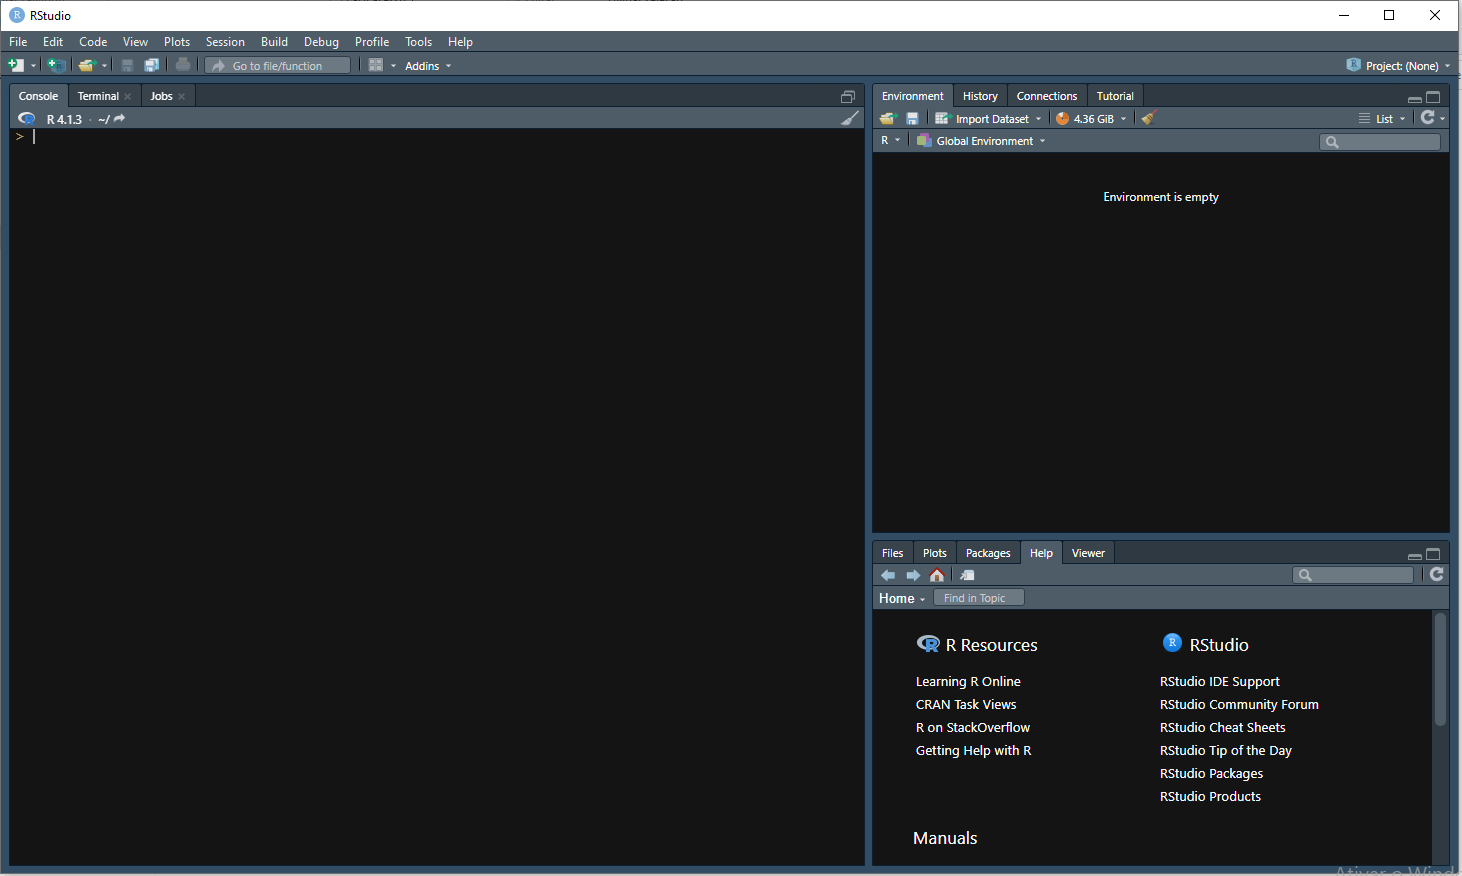 RStudio
File Edit Code View Plots Session Build Debug Profile Tools Help
Go to file/function Addins Project: (None)
Console Terminal Jobs
R 4.1.3 · ~/
>
Environment History Connections Tutorial
Import Dataset 4.36 GiB List
R Global Environment
Environment is empty
Files Plots Packages Help Viewer
Home Find in Topic
R Resources
Learning R Online
CRAN Task Views
R on StackOverflow
Getting Help with R
RStudio
RStudio IDE Support
RStudio Community Forum
RStudio Cheat Sheets
RStudio Tip of the Day
RStudio Packages
RStudio Products
Manuals